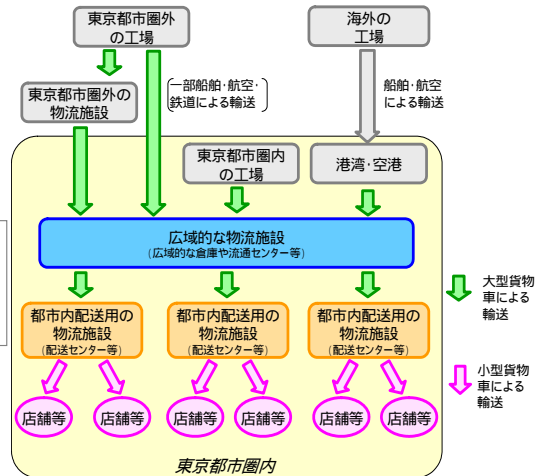 東京都市圏外
の工場
海外の
工場
東京都市圏外の
物流施設
一部船舶・航空・
鉄道による輸送
船舶・航空
による輸送
東京都市圏内
の工場
港湾・空港
広域的な物流施設
(広域的な倉庫や流通センター等)
大型貨物
車による
輸送
都市内配送用の
物流施設
(配送センター等)
都市内配送用の
物流施設
(配送センター等)
都市内配送用の
物流施設
(配送センター等)
小型貨物
車による
輸送
店舗等
店舗等
店舗等
店舗等
店舗等
店舗等
東京都市圏内